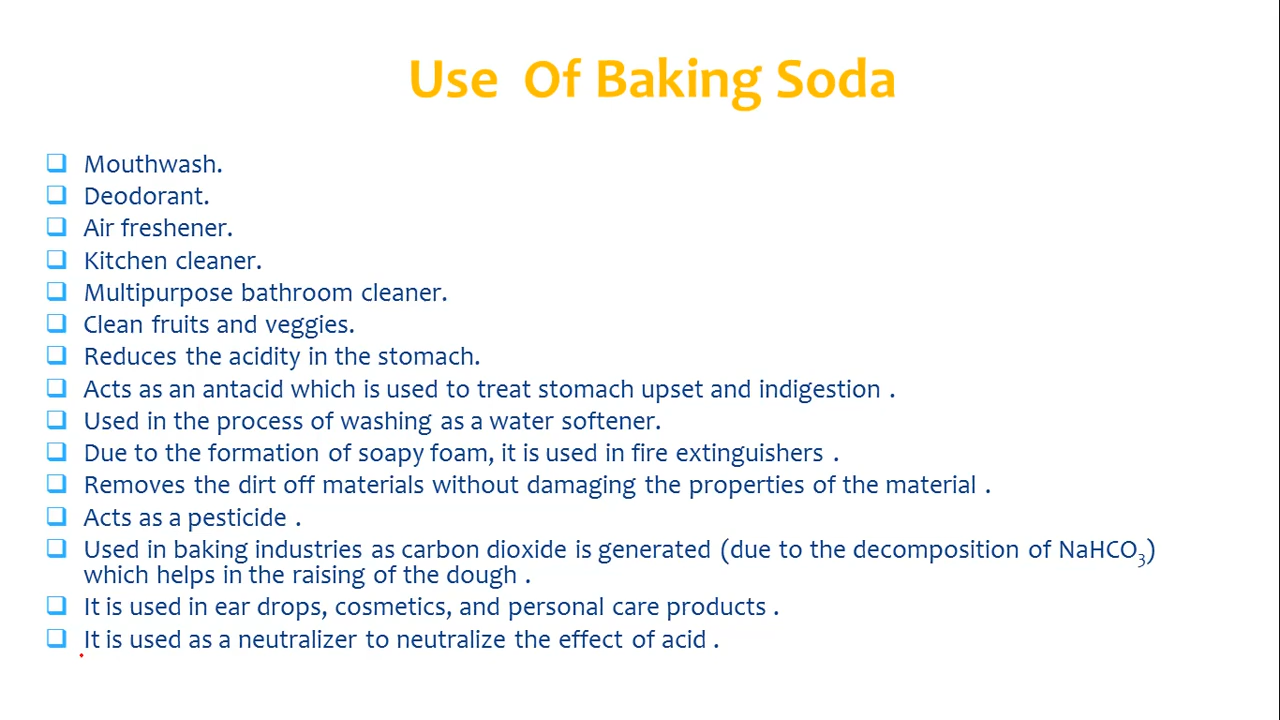 Use Of Baking Soda
❑ Mouthwash.
❑ Deodorant.
❑ Air freshener.
❑ Kitchen cleaner.
❑ Multipurpose bathroom cleaner.
❑ Clean fruits and veggies.
❑ Reduces the acidity in the stomach.
❑ Acts as an antacid which is used to treat stomach upset and indigestion .
❑ Used in the process of washing as a water softener.
❑ Due to the formation of soapy foam, it is used in fire extinguishers .
❑ Removes the dirt off materials without damaging the properties of the material .
❑ Acts as a pesticide .
❑ Used in baking industries as carbon dioxide is generated (due to the decomposition of NaHCO₃)
which helps in the raising of the dough .
❑ It is used in ear drops, cosmetics, and personal care products .
❑ It is used as a neutralizer to neutralize the effect of acid .